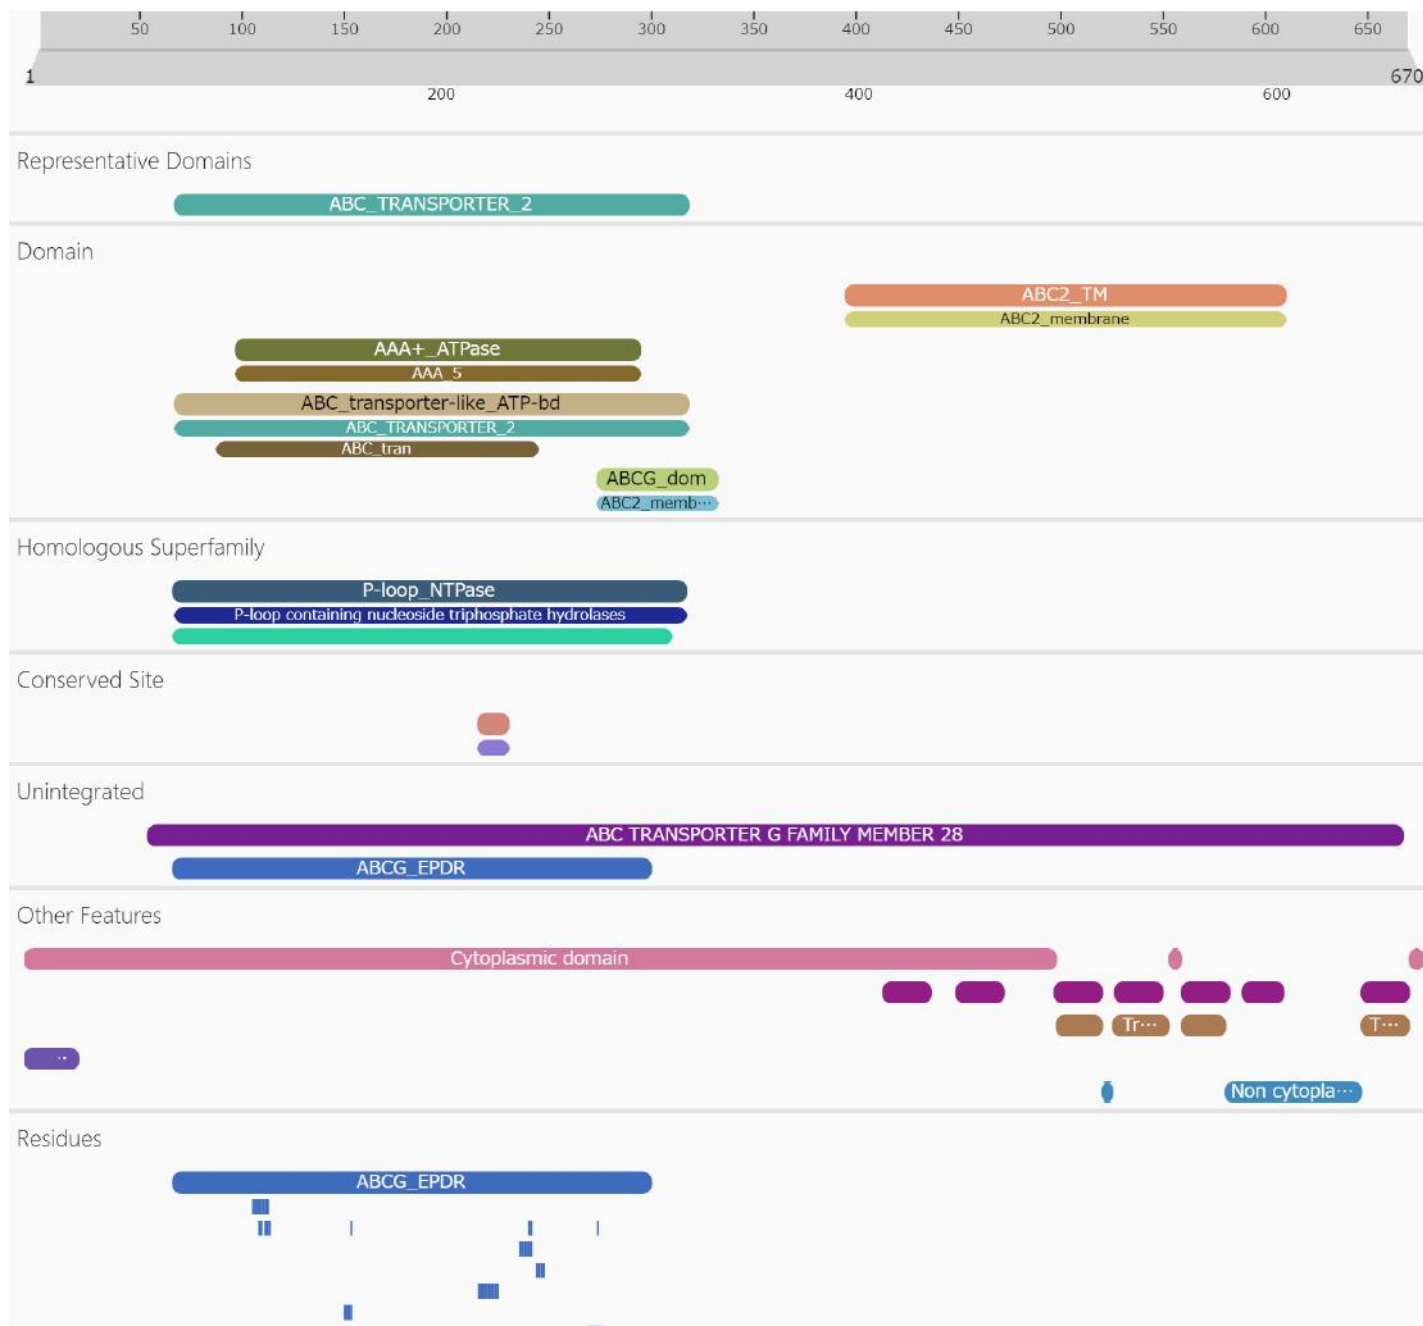 50 100 150 200 250 300 350 400 450 500 550 600 650
1 670
200 400 600
Representative Domains
ABC_TRANSPORTER_2
Domain
ABC2_TM
ABC2_membrane
AAA+_ATPase
AAA_5
ABC_transporter-like_ATP-bd
ABC_TRANSPORTER_2
ABC_tran
ABCG_dom
ABC2_memb···
Homologous Superfamily
P-loop_NTPase
P-loop containing nucleoside triphosphate hydrolases
Conserved Site
Unintegrated
ABC TRANSPORTER G FAMILY MEMBER 28
ABCG_EPDR
Other Features
Cytoplasmic domain
Tr··· T···
··
Non cytopla···
Residues
ABCG_EPDR